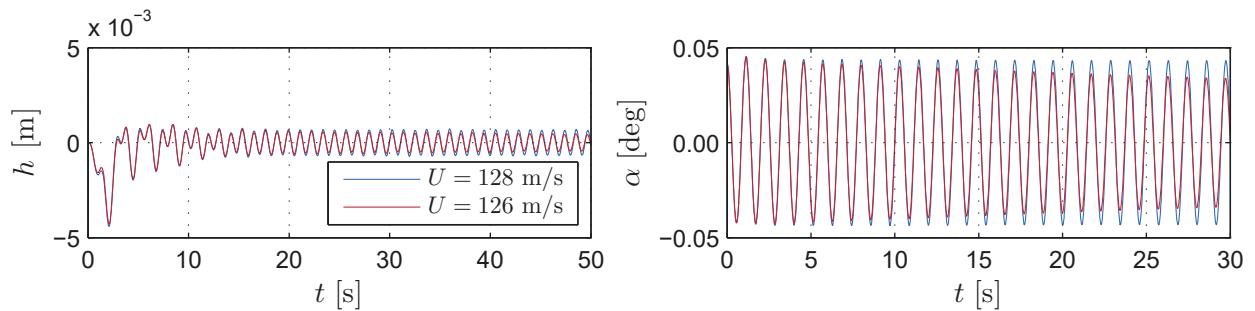 x 10⁻³
5
0
−5
h [m]
U = 128 m/s
U = 126 m/s
0 10 20 30 40 50
t [s]
0.05
0.00
−0.05
α [deg]
0 5 10 15 20 25 30
t [s]